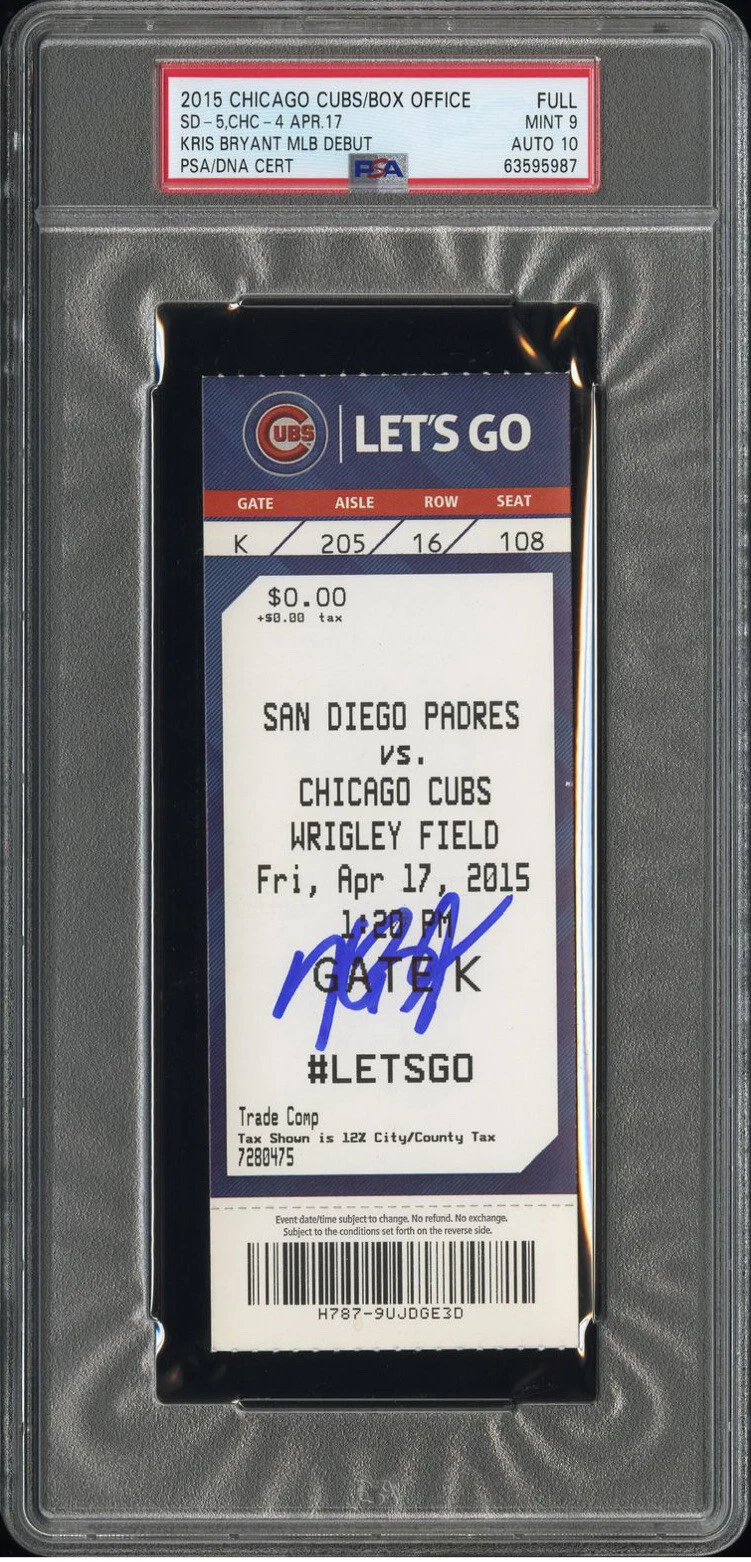 2015 CHICAGO CUBS/BOX OFFICE FULL
SD-5,CHC-4 APR.17 MINT 9
KRIS BRYANT MLB DEBUT AUTO 10
PSA/DNA CERT PSA 63595987
CUBS LET'S GO
GATE AISLE ROW SEAT
K 205 16 108
$0.00
+$0.00 tax
SAN DIEGO PADRES
vs.
CHICAGO CUBS
WRIGLEY FIELD
Fri, Apr 17, 2015
1:20 PM
GATE K
#LETSGO
Trade Comp
Tax Shown is 12% City/County Tax
7280475
Event date/time subject to change. No refund. No exchange.
Subject to the conditions set forth on the reverse side.
H787-9UJDGE3D